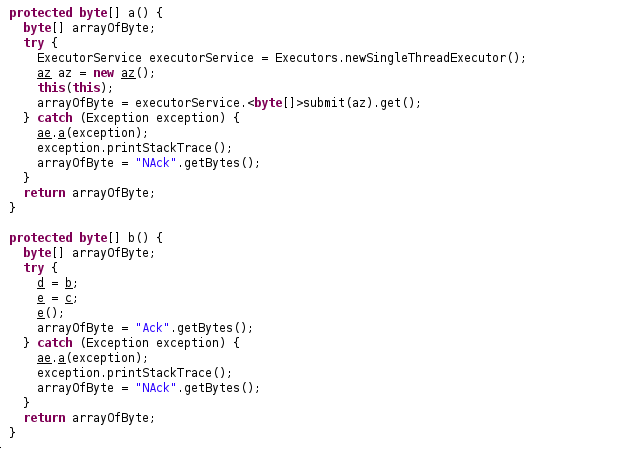 protected byte[] a() {
byte[] arrayOfByte;
try {
ExecutorService executorService = Executors.newSingleThreadExecutor();
az az = new az();
this(this);
arrayOfByte = executorService.<byte[]>submit(az).get();
} catch (Exception exception) {
ae.a(exception);
exception.printStackTrace();
arrayOfByte = "NAck".getBytes();
}
return arrayOfByte;
}

protected byte[] b() {
byte[] arrayOfByte;
try {
d = b;
e = c;
e();
arrayOfByte = "Ack".getBytes();
} catch (Exception exception) {
ae.a(exception);
exception.printStackTrace();
arrayOfByte = "NAck".getBytes();
}
return arrayOfByte;
}